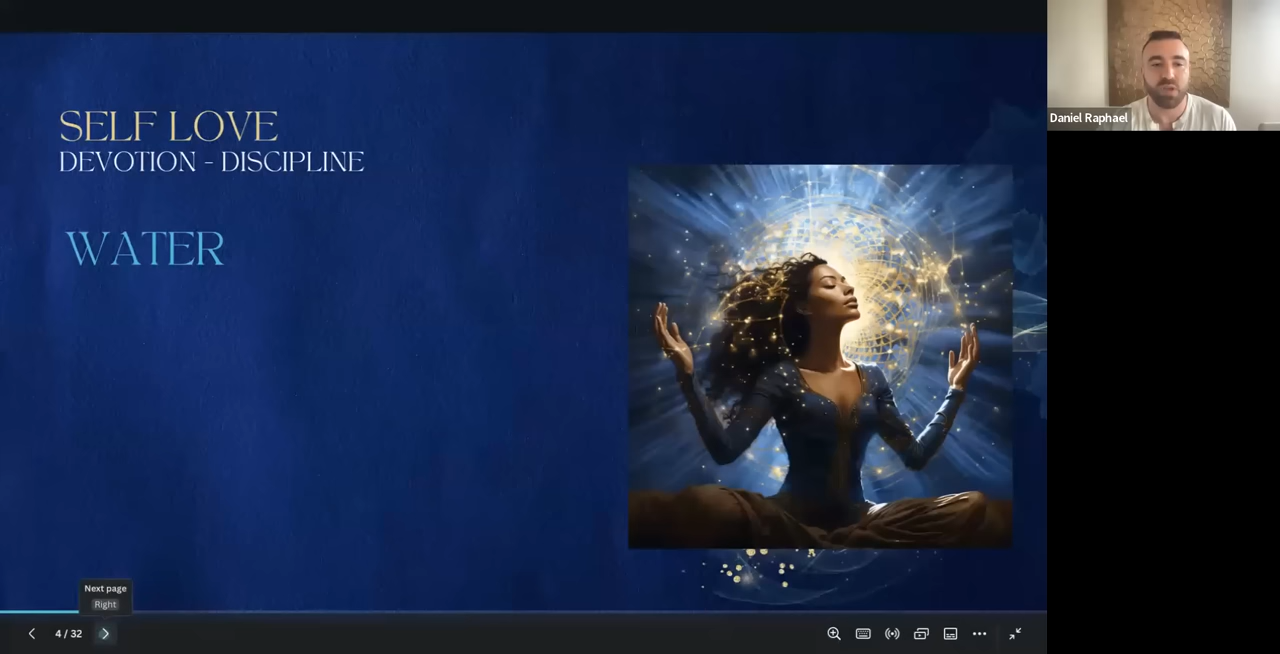 SELF LOVE
DEVOTION - DISCIPLINE
WATER
Daniel Raphael
Next page
Right
4 / 32